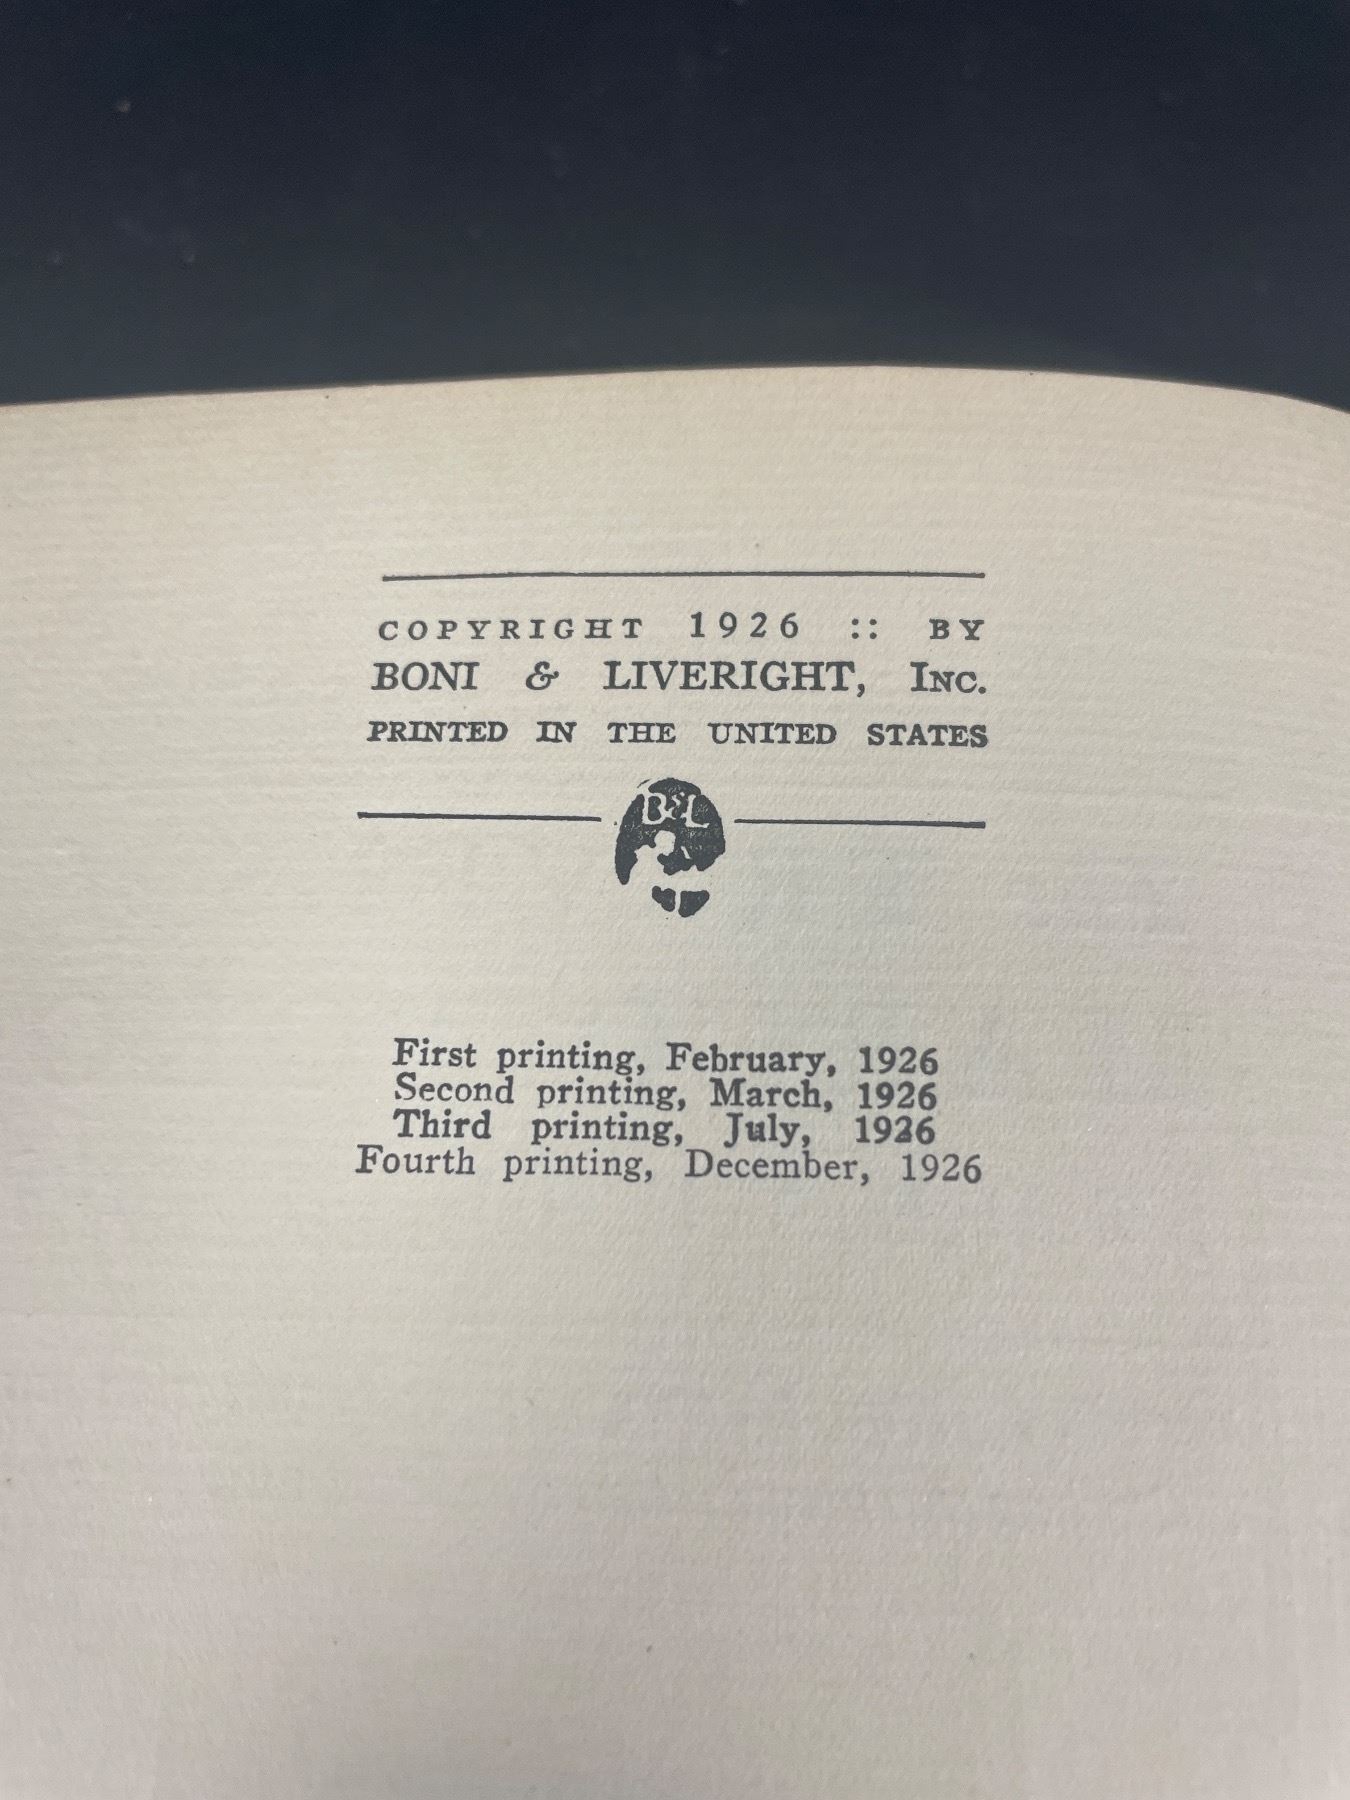 COPYRIGHT 1926 :: BY
BONI & LIVERIGHT, INC.
PRINTED IN THE UNITED STATES
B&L
First printing, February, 1926
Second printing, March, 1926
Third printing, July, 1926
Fourth printing, December, 1926